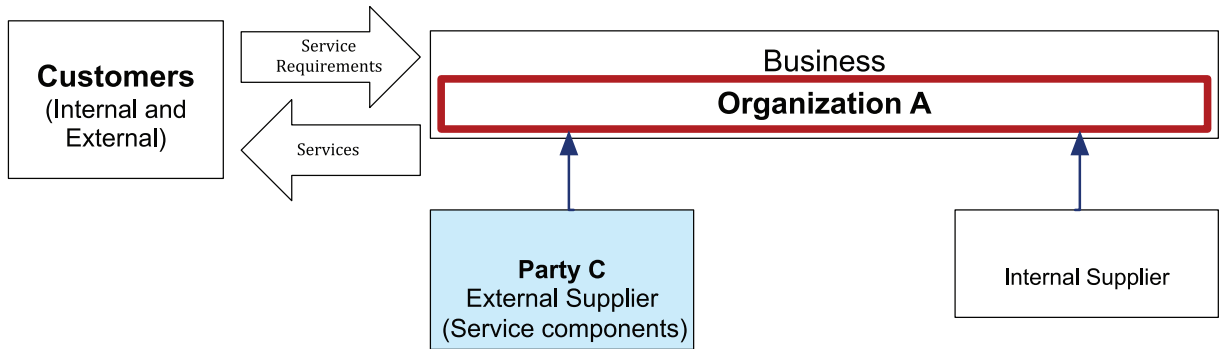 Customers
(Internal and
External)
Service
Requirements
Services
Business
Organization A
Party C
External Supplier
(Service components)
Internal Supplier